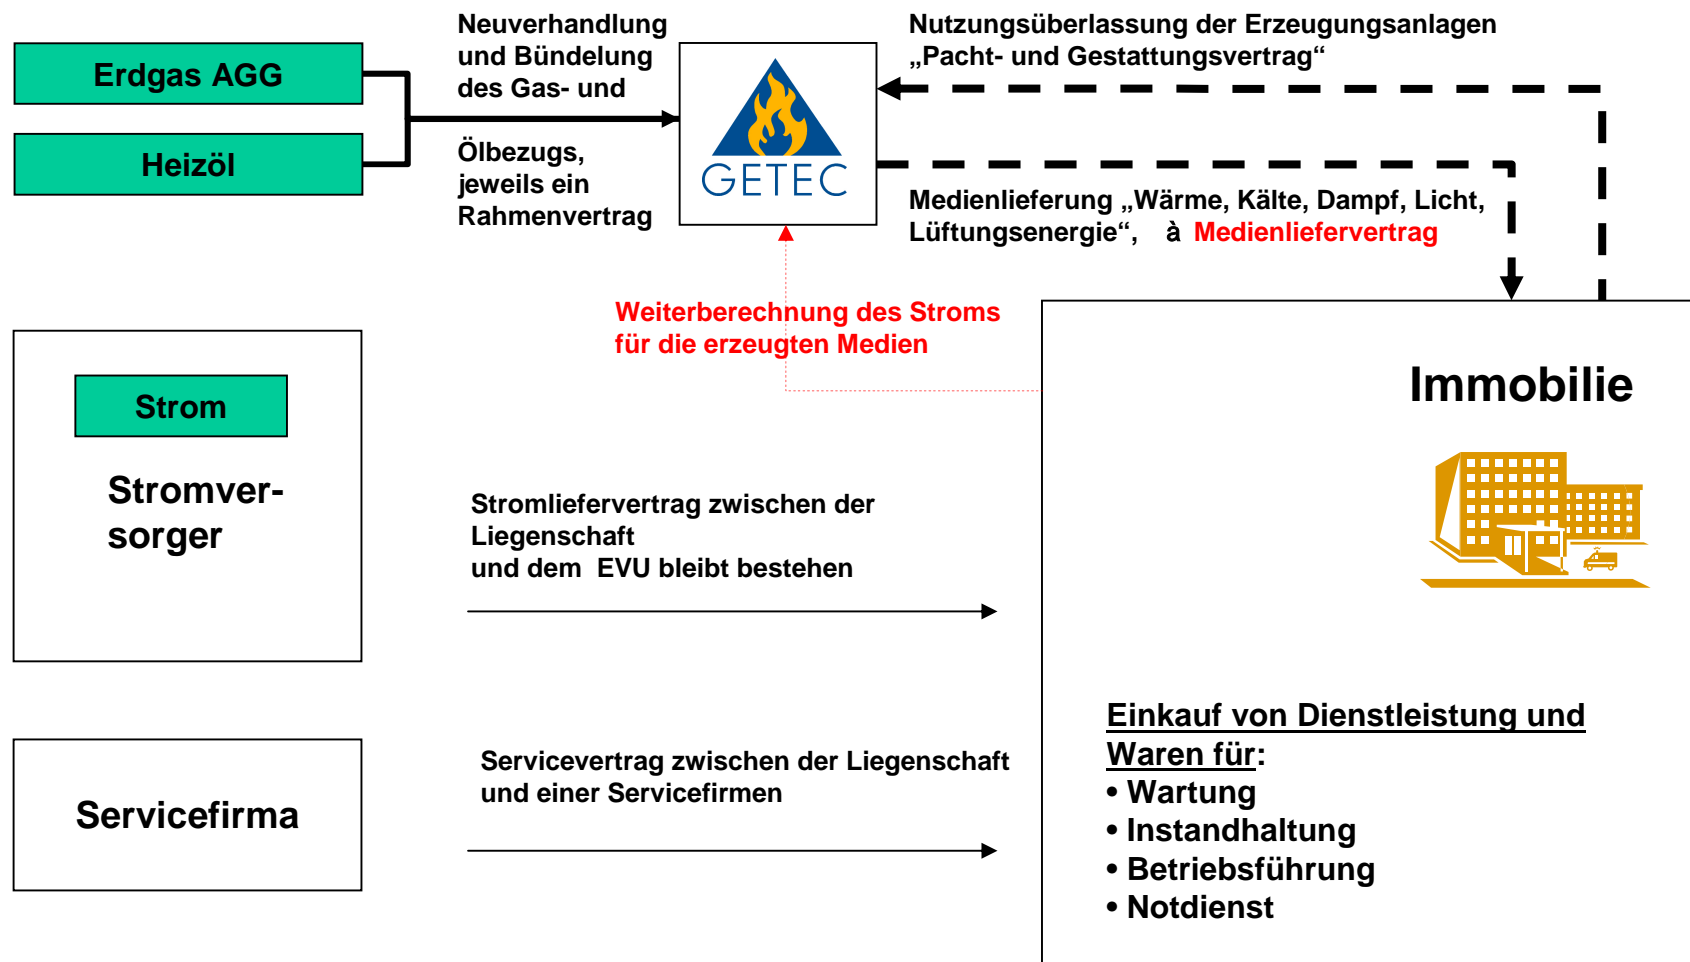 Erdgas AGG
Heizöl
Neuverhandlung
und Bündelung
des Gas- und
Ölbezugs,
jeweils ein
Rahmenvertrag
GETEC
Nutzungsüberlassung der Erzeugungsanlagen
„Pacht- und Gestattungsvertrag“
Medienlieferung „Wärme, Kälte, Dampf, Licht,
Lüftungsenergie“, à Medienliefervertrag
Weiterberechnung des Stroms
für die erzeugten Medien
Strom
Stromver-
sorger
Stromliefervertrag zwischen der
Liegenschaft
und dem EVU bleibt bestehen
Servicefirma
Servicevertrag zwischen der Liegenschaft
und einer Servicefirmen
Immobilie
Einkauf von Dienstleistung und
Waren für:
• Wartung
• Instandhaltung
• Betriebsführung
• Notdienst